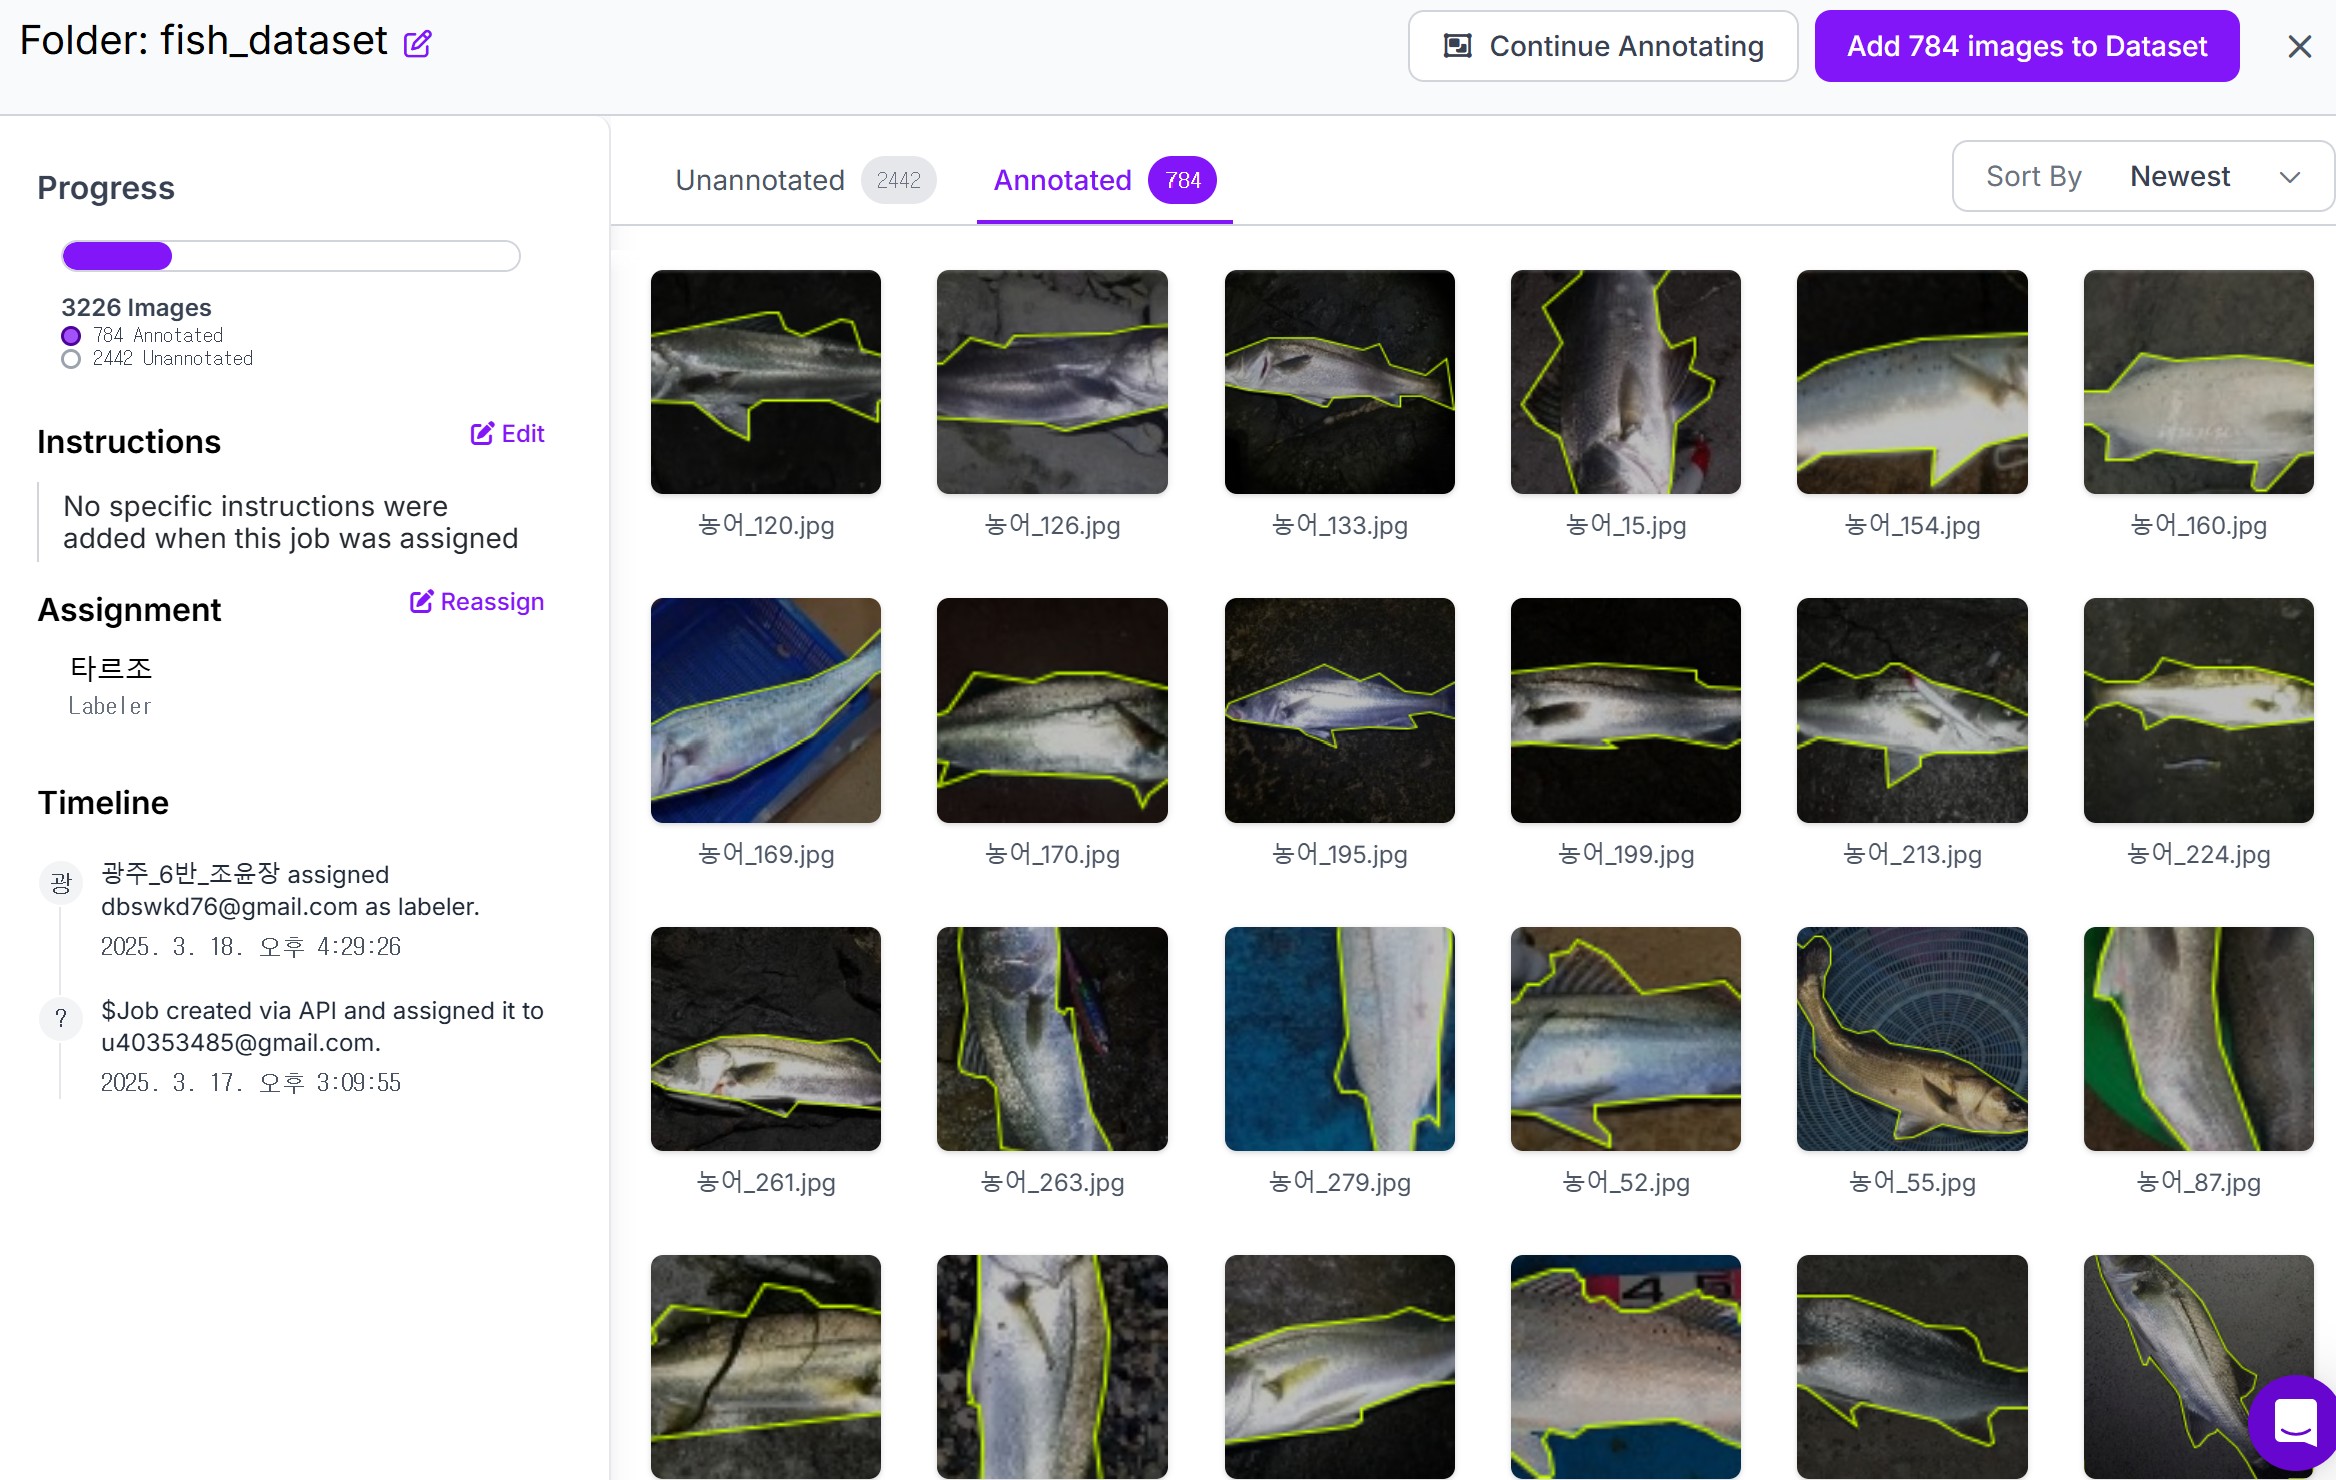 Folder: fish_dataset
Continue Annotating
Add 784 images to Dataset
Progress
3226 Images
784 Annotated
2442 Unannotated
Instructions
Edit
No specific instructions were
added when this job was assigned
Assignment
Reassign
타르조
Labeler
Timeline
광
광주_6반_조윤장 assigned
dbswkd76@gmail.com as labeler.
2025. 3. 18. 오후 4:29:26
?
$Job created via API and assigned it to
u40353485@gmail.com.
2025. 3. 17. 오후 3:09:55
Unannotated 2442
Annotated 784
Sort By Newest
농어_120.jpg
농어_126.jpg
농어_133.jpg
농어_15.jpg
농어_154.jpg
농어_160.jpg
농어_169.jpg
농어_170.jpg
농어_195.jpg
농어_199.jpg
농어_213.jpg
농어_224.jpg
농어_261.jpg
농어_263.jpg
농어_279.jpg
농어_52.jpg
농어_55.jpg
농어_87.jpg
4